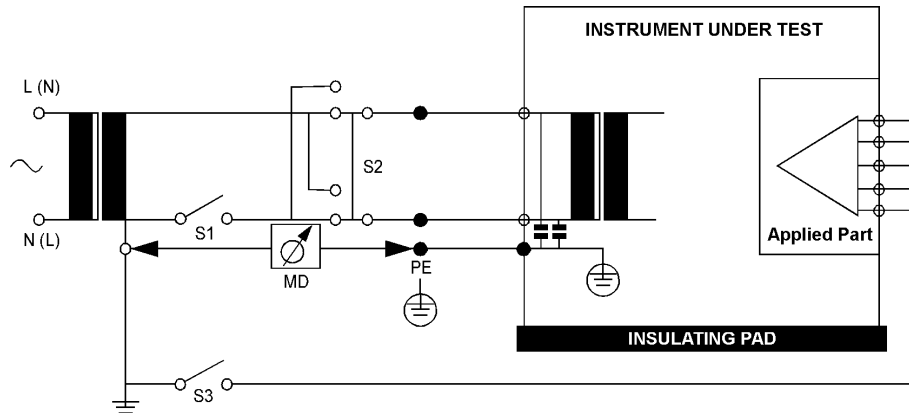 INSTRUMENT UNDER TEST
L (N)
S2
S1
N (L)
Applied Part
MD
PE
INSULATING PAD
S3